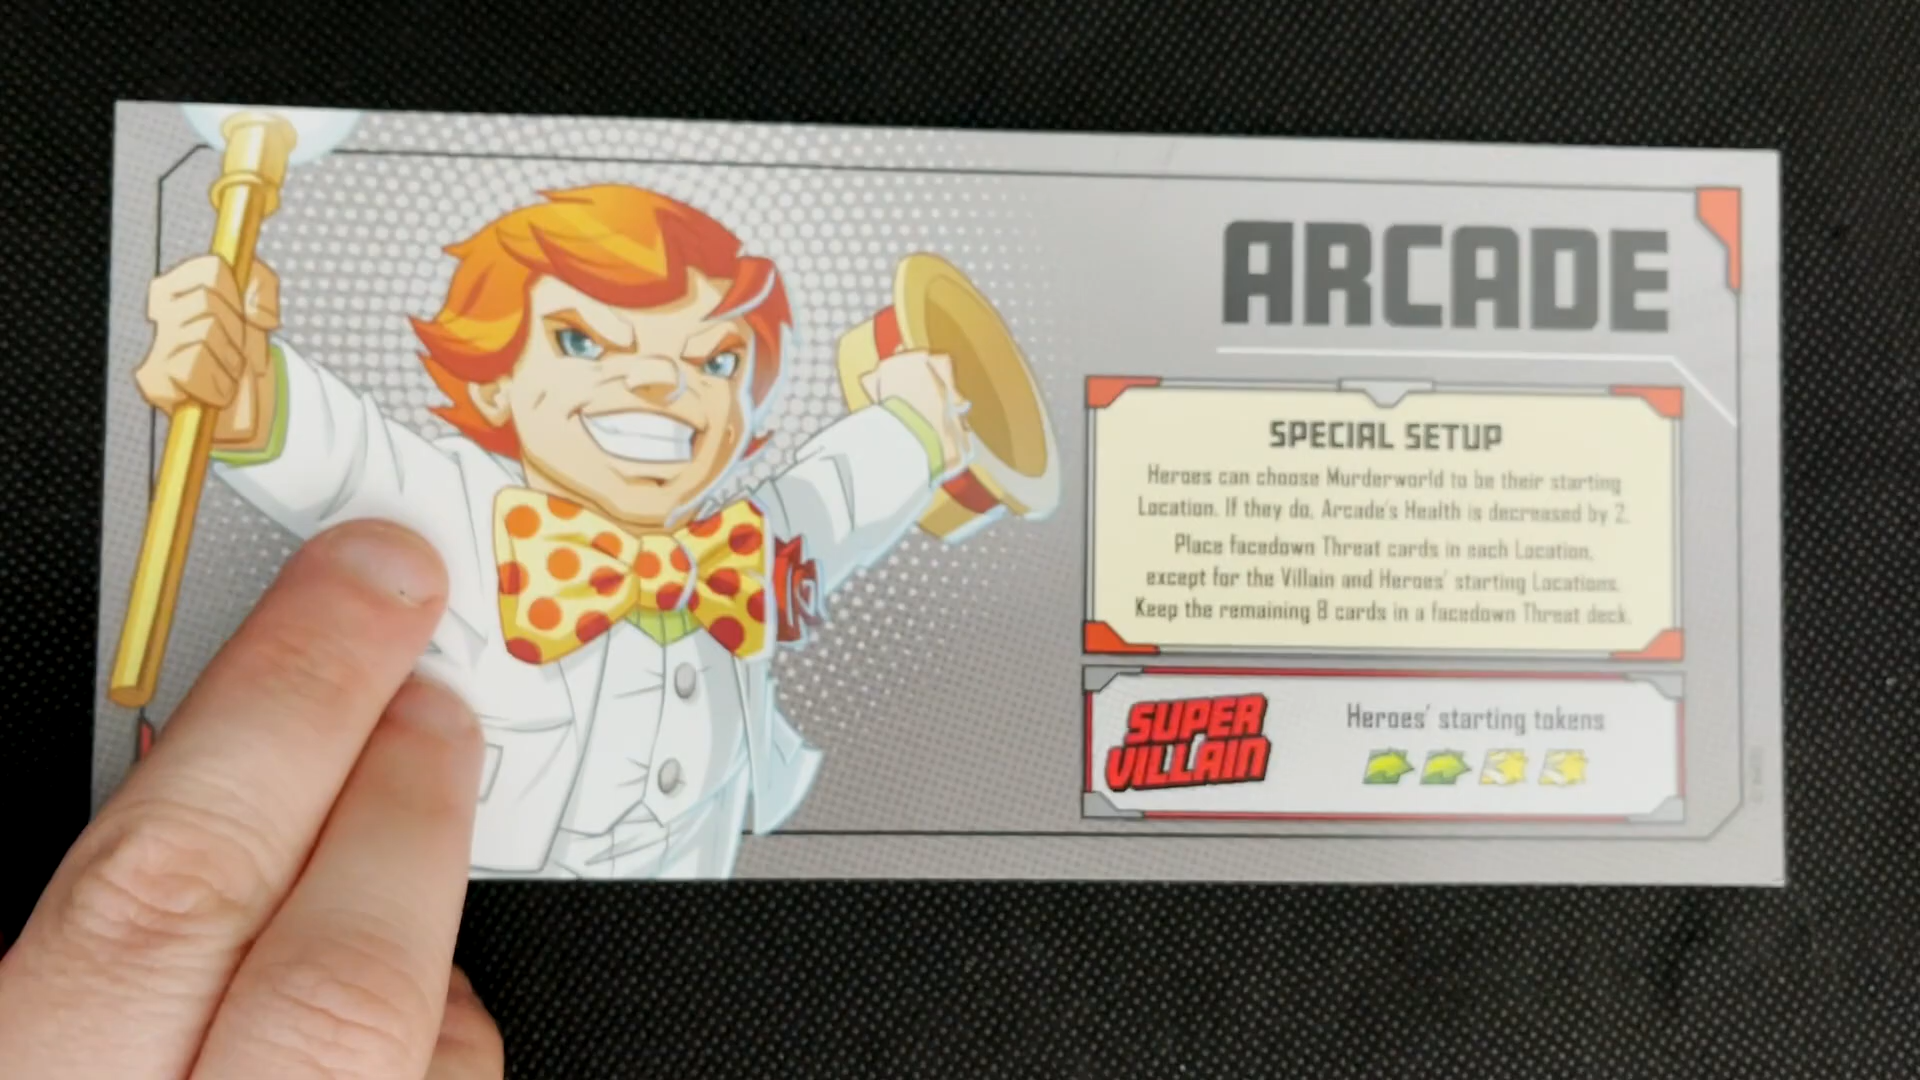 ARCADE
SPECIAL SETUP
Heroes can choose Murderworld to be their starting
Location. If they do, Arcade's Health is decreased by 2.
Place facedown Threat cards in each Location,
except for the Villain and Heroes' starting Locations.
Keep the remaining 8 cards in a facedown Threat deck.
SUPER
VILLAIN
Heroes' starting tokens